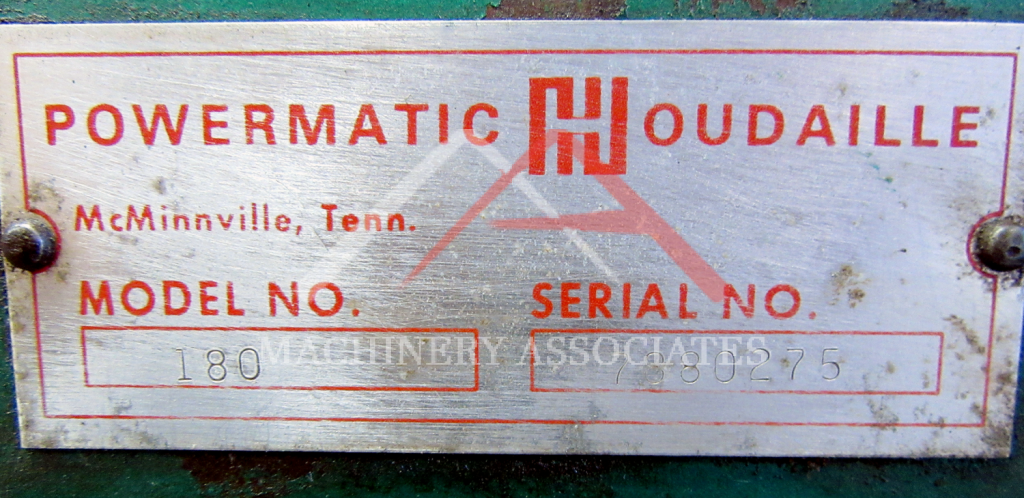 POWERMATIC HOUDAILLE
McMinnville, Tenn.
MODEL NO. SERIAL NO.
180 7380275
MACHINERY ASSOCIATES